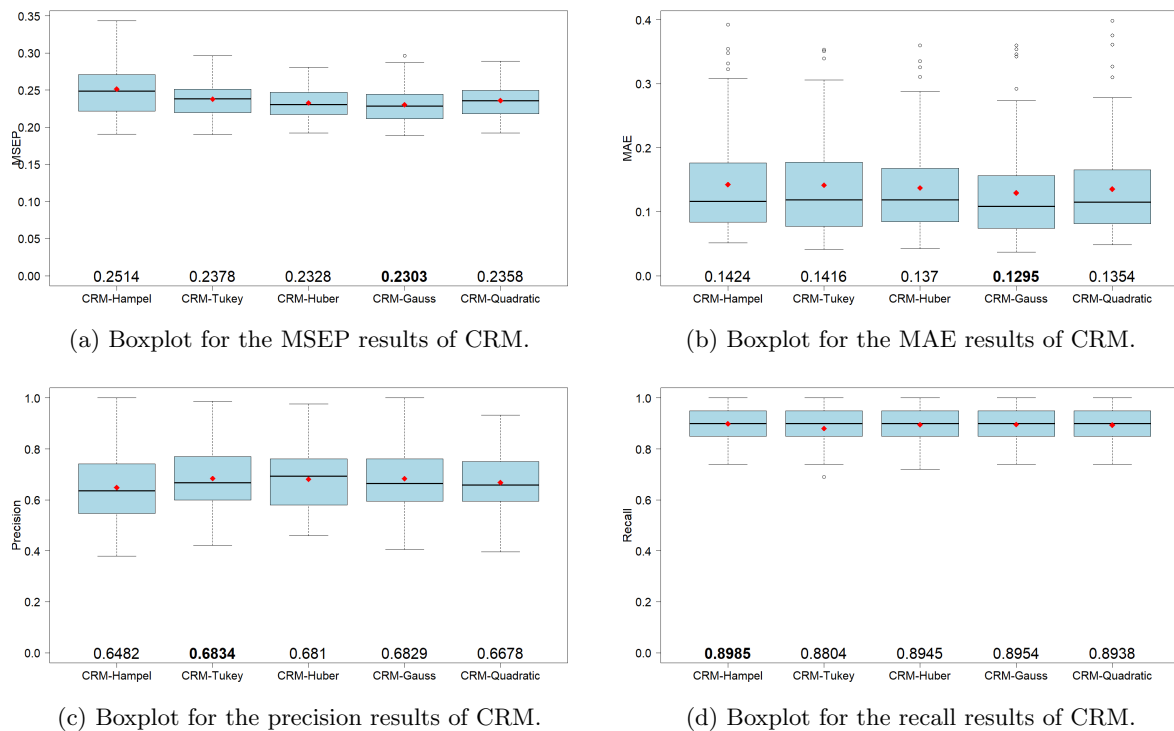 MSEP
0.35
0.30
0.25
0.20
0.15
0.10
0.05
0.00
0.2514 0.2378 0.2328 0.2303 0.2358
CRM-Hampel CRM-Tukey CRM-Huber CRM-Gauss CRM-Quadratic
(a) Boxplot for the MSEP results of CRM.
MAE
0.4
0.3
0.2
0.1
0.0
0.1424 0.1416 0.137 0.1295 0.1354
CRM-Hampel CRM-Tukey CRM-Huber CRM-Gauss CRM-Quadratic
(b) Boxplot for the MAE results of CRM.
Precision
1.0
0.8
0.6
0.4
0.2
0.0
0.6482 0.6834 0.681 0.6829 0.6678
CRM-Hampel CRM-Tukey CRM-Huber CRM-Gauss CRM-Quadratic
(c) Boxplot for the precision results of CRM.
Recall
1.0
0.8
0.6
0.4
0.2
0.0
0.8985 0.8804 0.8945 0.8954 0.8938
CRM-Hampel CRM-Tukey CRM-Huber CRM-Gauss CRM-Quadratic
(d) Boxplot for the recall results of CRM.